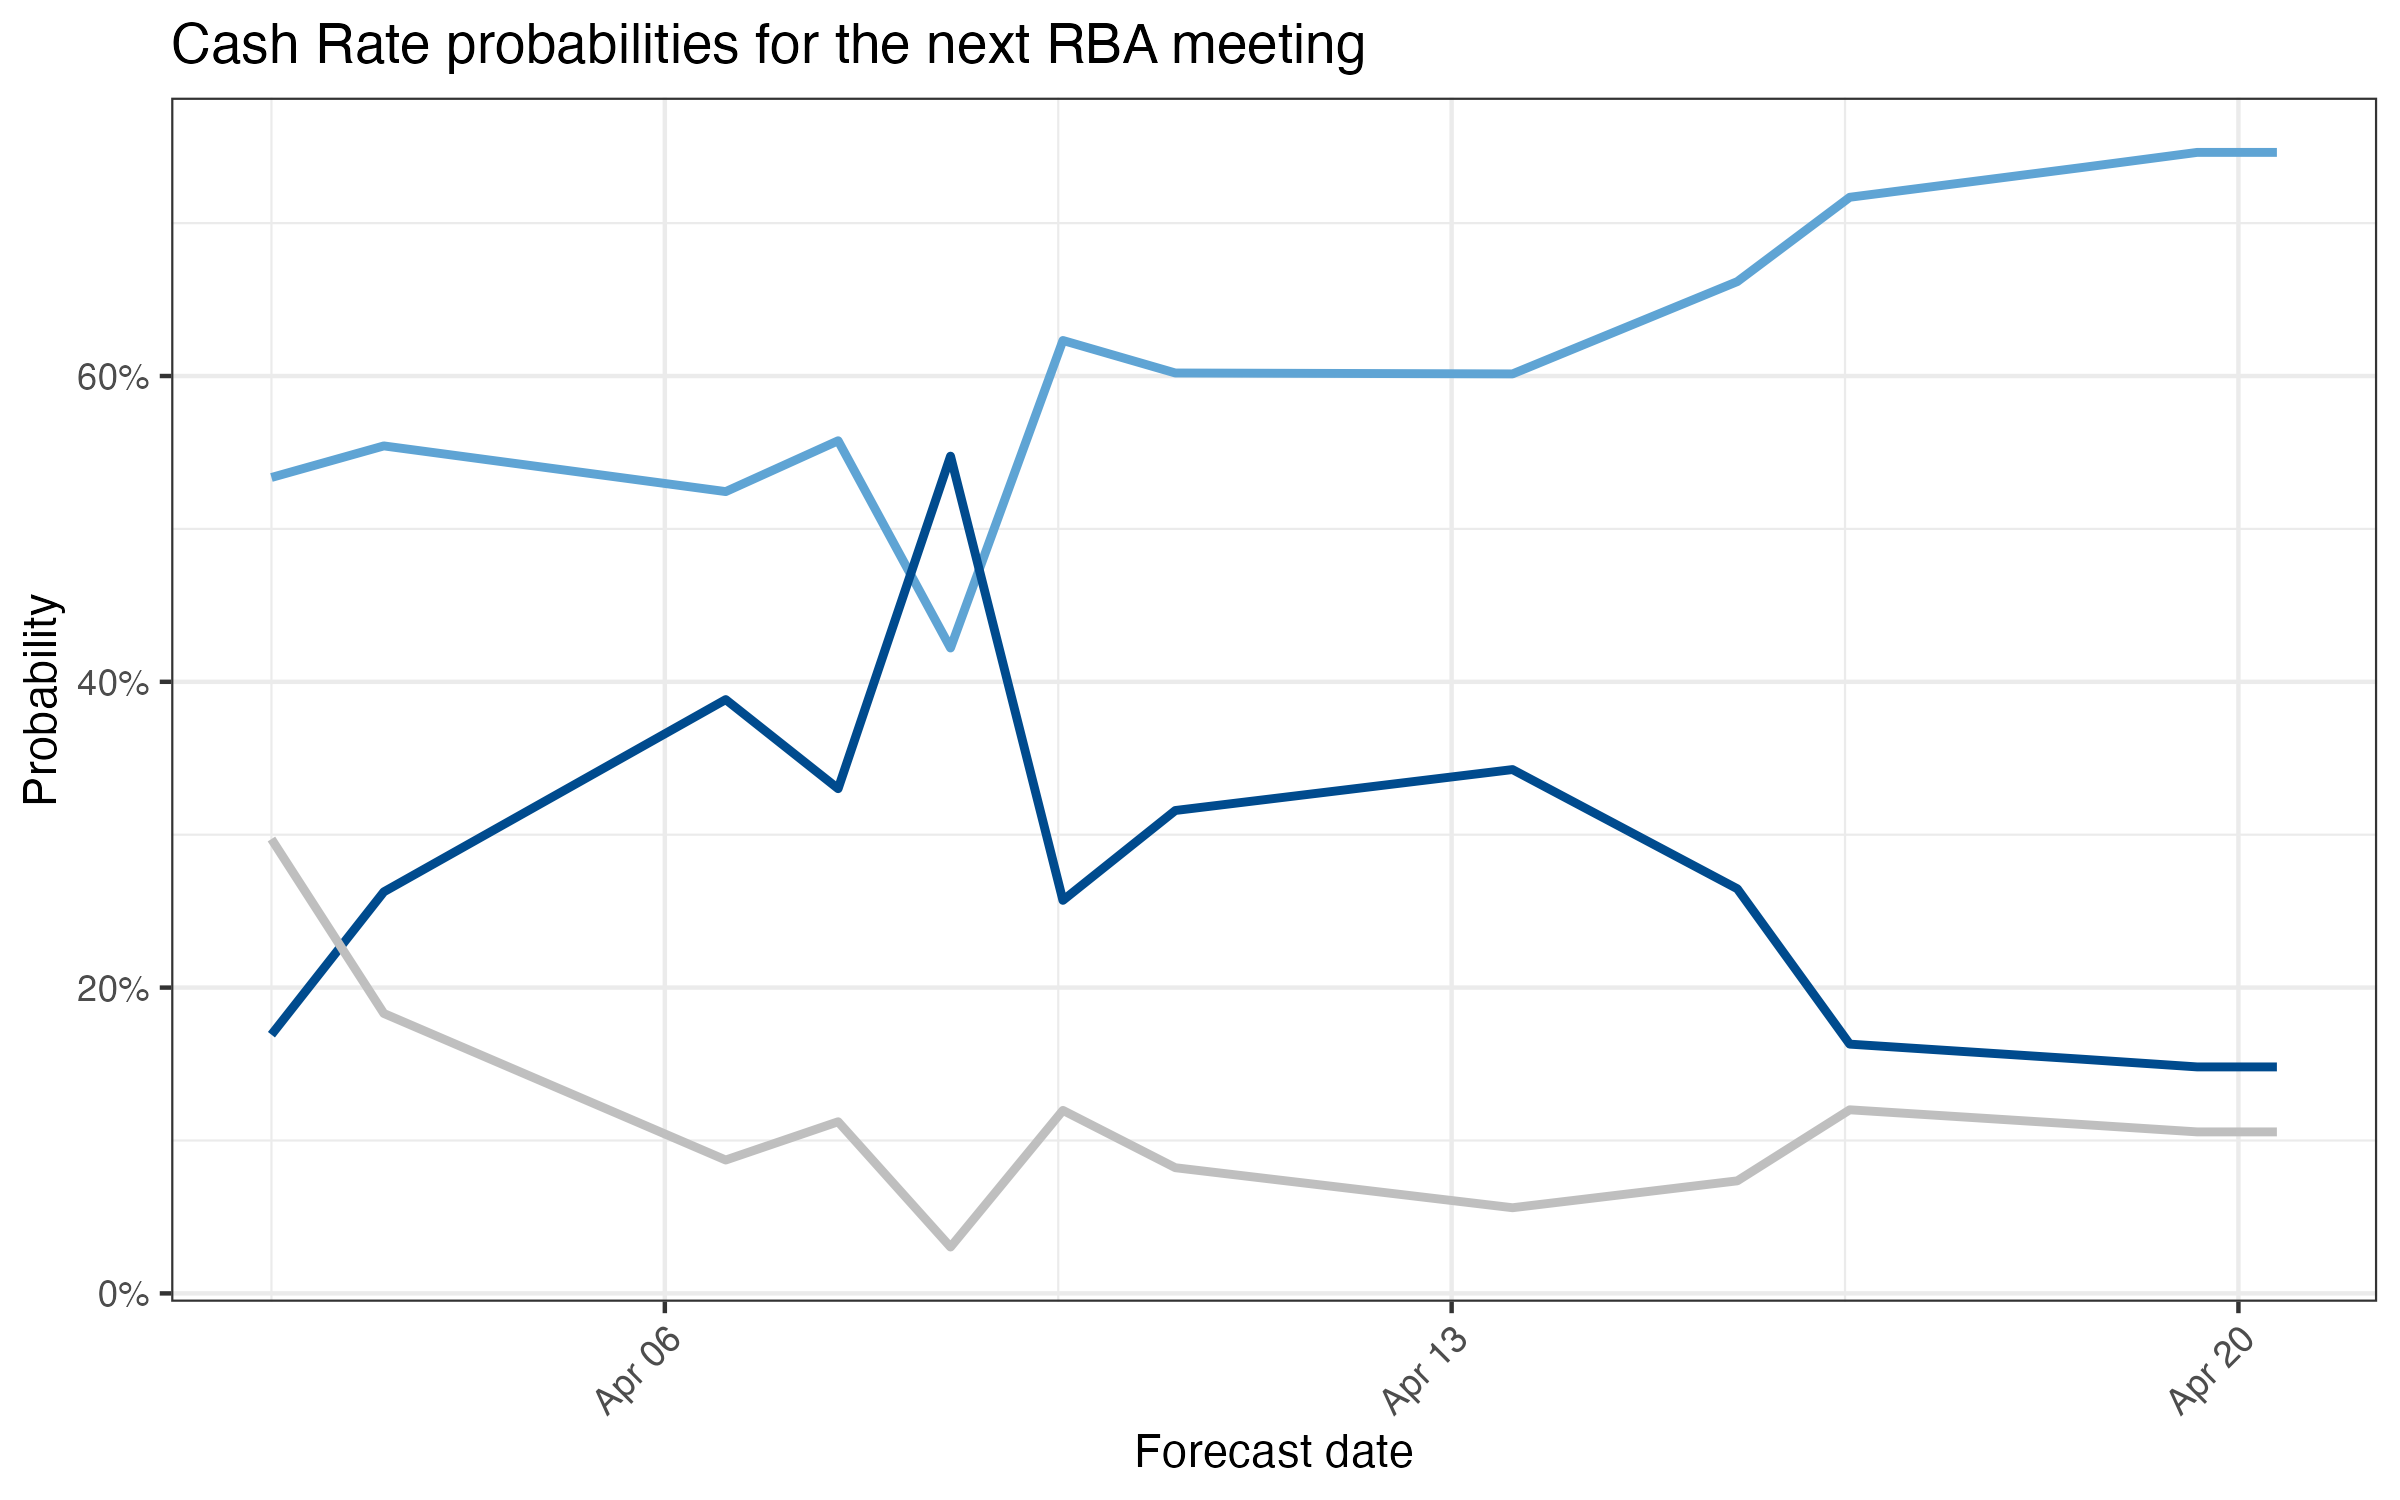 Cash Rate probabilities for the next RBA meeting
Probability
60%
40%
20%
0%
Apr 06
Apr 13
Apr 20
Forecast date